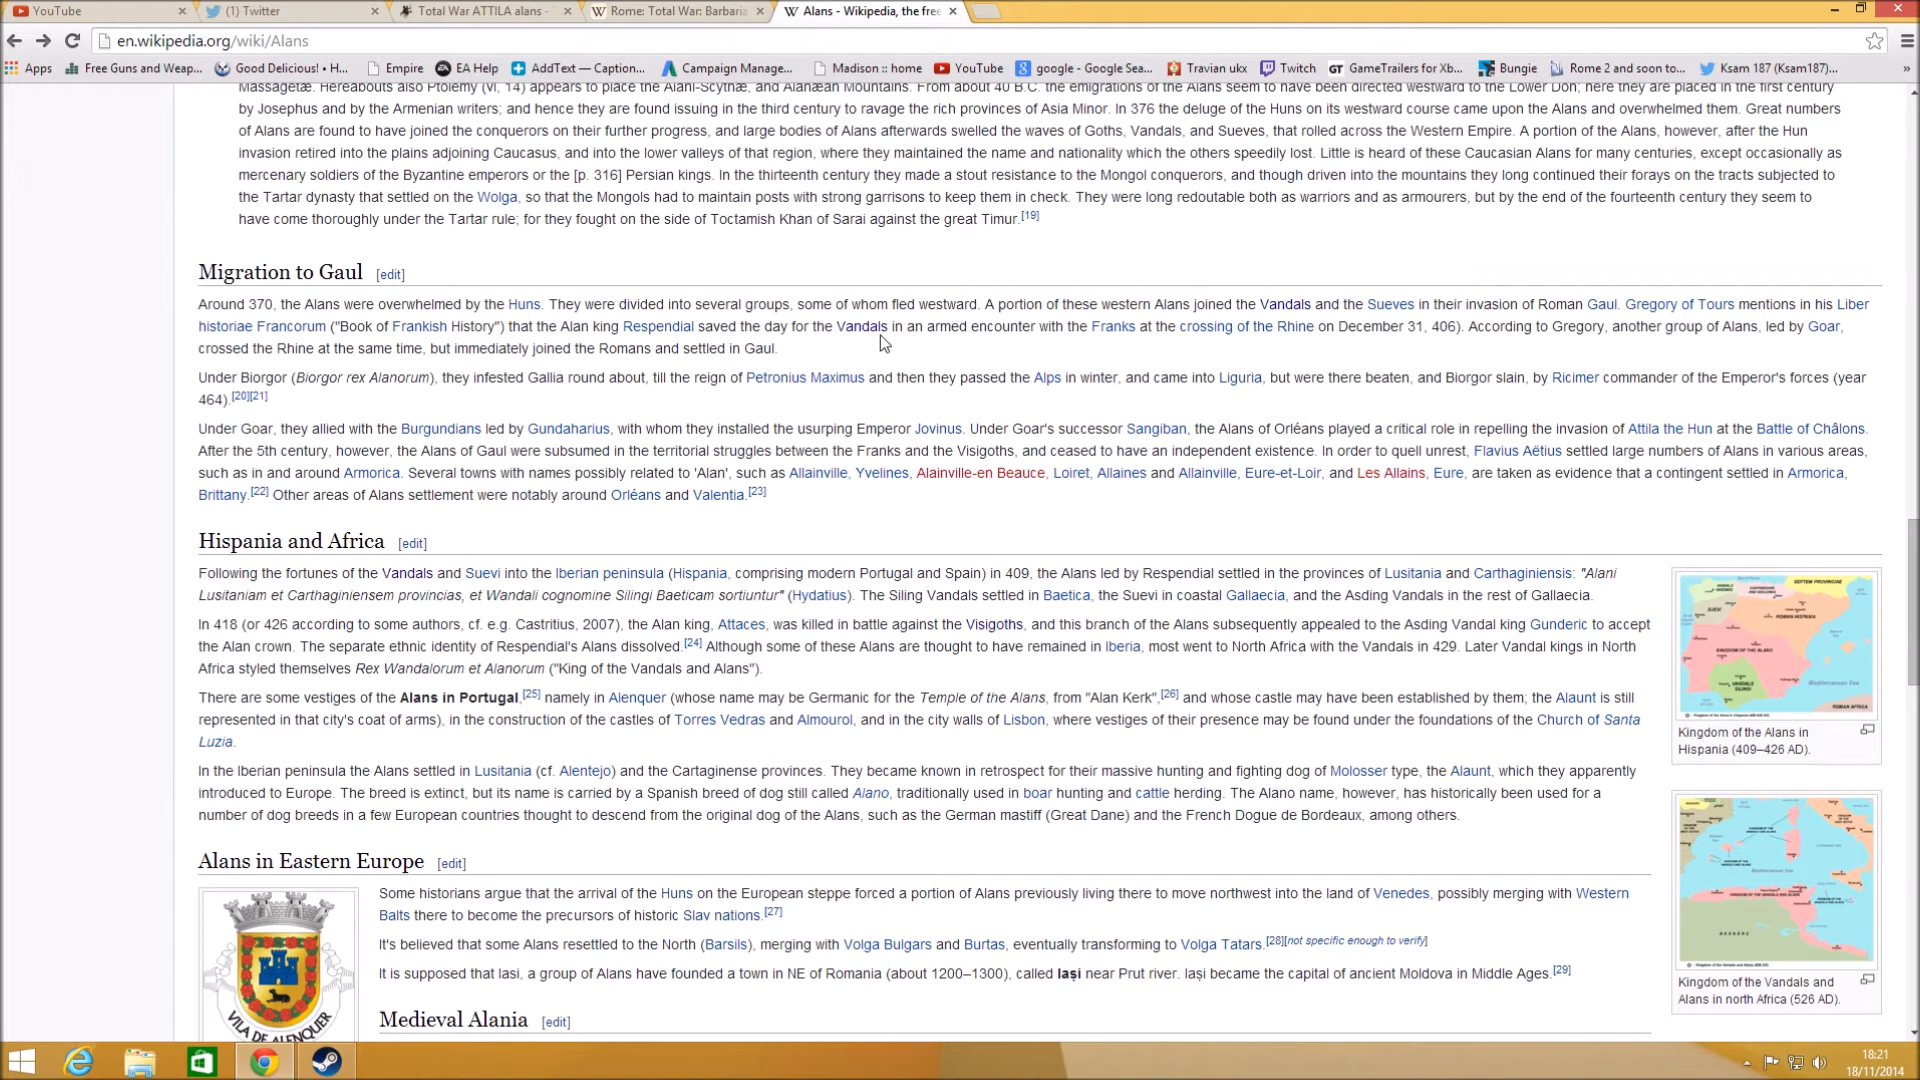 YouTube
(1) Twitter
Total War ATTILA alans -
Rome: Total War: Barbaria
Alans - Wikipedia, the free
en.wikipedia.org/wiki/Alans
Apps
Free Guns and Weap...
Good Delicious! • H...
Empire
EA Help
AddText — Caption...
Campaign Manage...
Madison :: home
YouTube
google - Google Sea...
Travian ukx
Twitch
GameTrailers for Xb...
Bungie
Rome 2 and soon to...
Ksam 187 (Ksam187)...
»
Massagetæ. Hereabouts also Ptolemy (vi, 14) appears to place the Alani-Scythæ, and Alanæan Mountains. From about 40 B.C. the emigrations of the Alans seem to have been directed westward to the Lower Don; here they are placed in the first century
by Josephus and by the Armenian writers; and hence they are found issuing in the third century to ravage the rich provinces of Asia Minor. In 376 the deluge of the Huns on its westward course came upon the Alans and overwhelmed them. Great numbers
of Alans are found to have joined the conquerors on their further progress, and large bodies of Alans afterwards swelled the waves of Goths, Vandals, and Sueves, that rolled across the Western Empire. A portion of the Alans, however, after the Hun
invasion retired into the plains adjoining Caucasus, and into the lower valleys of that region, where they maintained the name and nationality which the others speedily lost. Little is heard of these Caucasian Alans for many centuries, except occasionally as
mercenary soldiers of the Byzantine emperors or the [p. 316] Persian kings. In the thirteenth century they made a stout resistance to the Mongol conquerors, and though driven into the mountains they long continued their forays on the tracts subjected to
the Tartar dynasty that settled on the Wolga, so that the Mongols had to maintain posts with strong garrisons to keep them in check. They were long redoutable both as warriors and as armourers, but by the end of the fourteenth century they seem to
have come thoroughly under the Tartar rule; for they fought on the side of Toctamish Khan of Sarai against the great Timur.[19]
Migration to Gaul [edit]
Around 370, the Alans were overwhelmed by the Huns. They were divided into several groups, some of whom fled westward. A portion of these western Alans joined the Vandals and the Sueves in their invasion of Roman Gaul. Gregory of Tours mentions in his Liber
historiae Francorum ("Book of Frankish History") that the Alan king Respendial saved the day for the Vandals in an armed encounter with the Franks at the crossing of the Rhine on December 31, 406). According to Gregory, another group of Alans, led by Goar,
crossed the Rhine at the same time, but immediately joined the Romans and settled in Gaul.
Under Biorgor (Biorgor rex Alanorum), they infested Gallia round about, till the reign of Petronius Maximus and then they passed the Alps in winter, and came into Liguria, but were there beaten, and Biorgor slain, by Ricimer commander of the Emperor's forces (year
464).[20][21]
Under Goar, they allied with the Burgundians led by Gundaharius, with whom they installed the usurping Emperor Jovinus. Under Goar's successor Sangiban, the Alans of Orléans played a critical role in repelling the invasion of Attila the Hun at the Battle of Châlons.
After the 5th century, however, the Alans of Gaul were subsumed in the territorial struggles between the Franks and the Visigoths, and ceased to have an independent existence. In order to quell unrest, Flavius Aëtius settled large numbers of Alans in various areas,
such as in and around Armorica. Several towns with names possibly related to 'Alan', such as Allainville, Yvelines, Alainville-en Beauce, Loiret, Allaines and Allainville, Eure-et-Loir, and Les Allains, Eure, are taken as evidence that a contingent settled in Armorica,
Brittany.[22] Other areas of Alans settlement were notably around Orléans and Valentia.[23]
Hispania and Africa [edit]
Following the fortunes of the Vandals and Suevi into the Iberian peninsula (Hispania, comprising modern Portugal and Spain) in 409, the Alans led by Respendial settled in the provinces of Lusitania and Carthaginiensis: "Alani
Lusitaniam et Carthaginiensem provincias, et Wandali cognomine Silingi Baeticam sortiuntur" (Hydatius). The Siling Vandals settled in Baetica, the Suevi in coastal Gallaecia, and the Asding Vandals in the rest of Gallaecia.
In 418 (or 426 according to some authors, cf. e.g. Castritius, 2007), the Alan king, Attaces, was killed in battle against the Visigoths, and this branch of the Alans subsequently appealed to the Asding Vandal king Gunderic to accept
the Alan crown. The separate ethnic identity of Respendial's Alans dissolved.[24] Although some of these Alans are thought to have remained in Iberia, most went to North Africa with the Vandals in 429. Later Vandal kings in North
Africa styled themselves Rex Wandalorum et Alanorum ("King of the Vandals and Alans").
There are some vestiges of the Alans in Portugal,[25] namely in Alenquer (whose name may be Germanic for the Temple of the Alans, from "Alan Kerk",[26] and whose castle may have been established by them; the Alaunt is still
represented in that city's coat of arms), in the construction of the castles of Torres Vedras and Almourol, and in the city walls of Lisbon, where vestiges of their presence may be found under the foundations of the Church of Santa
Luzia.
In the Iberian peninsula the Alans settled in Lusitania (cf. Alentejo) and the Cartaginense provinces. They became known in retrospect for their massive hunting and fighting dog of Molosser type, the Alaunt, which they apparently
introduced to Europe. The breed is extinct, but its name is carried by a Spanish breed of dog still called Alano, traditionally used in boar hunting and cattle herding. The Alano name, however, has historically been used for a
number of dog breeds in a few European countries thought to descend from the original dog of the Alans, such as the German mastiff (Great Dane) and the French Dogue de Bordeaux, among others.
Kingdom of the Alans in
Hispania (409–426 AD).
Kingdom of the Vandals and
Alans in north Africa (526 AD).
Alans in Eastern Europe [edit]
Some historians argue that the arrival of the Huns on the European steppe forced a portion of Alans previously living there to move northwest into the land of Venedes, possibly merging with Western
Balts there to become the precursors of historic Slav nations.[27]
It's believed that some Alans resettled to the North (Barsils), merging with Volga Bulgars and Burtas, eventually transforming to Volga Tatars.[28][not specific enough to verify]
It is supposed that Iasi, a group of Alans have founded a town in NE of Romania (about 1200–1300), called Iași near Prut river. Iași became the capital of ancient Moldova in Middle Ages.[29]
VILA DE ALENQUER
Medieval Alania [edit]
18:21
18/11/2014